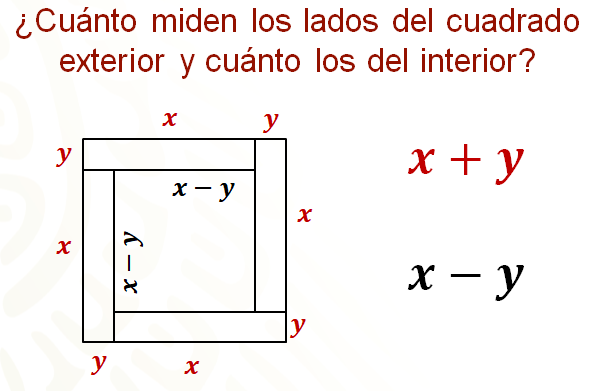 ¿Cuánto miden los lados del cuadrado
exterior y cuánto los del interior?
x y
y
x + y
x − y
x
x
x − y
x − y
y
y x